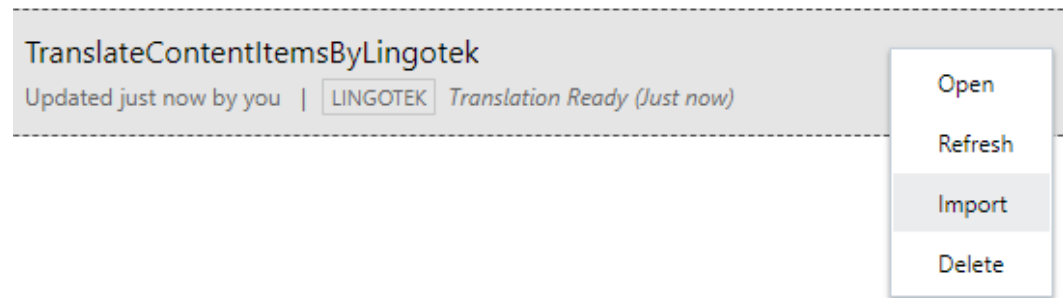 TranslateContentItemsByLingotek
Updated just now by you | LINGOTEK Translation Ready (Just now)
Open
Refresh
Import
Delete